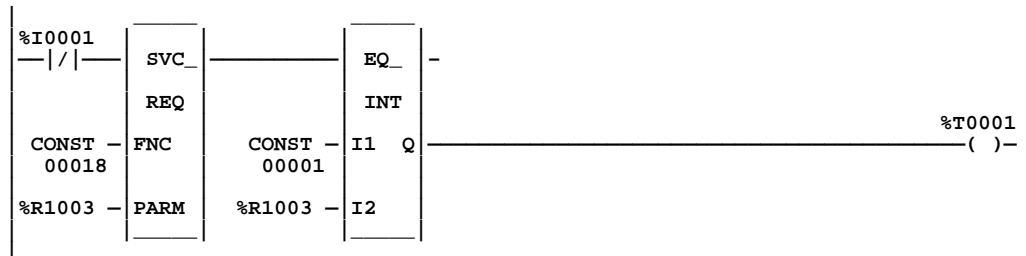 %I0001
SVC_ EQ_
REQ INT
%T0001
CONST FNC CONST I1 Q ( )
00018 00001
%R1003 PARM %R1003 I2